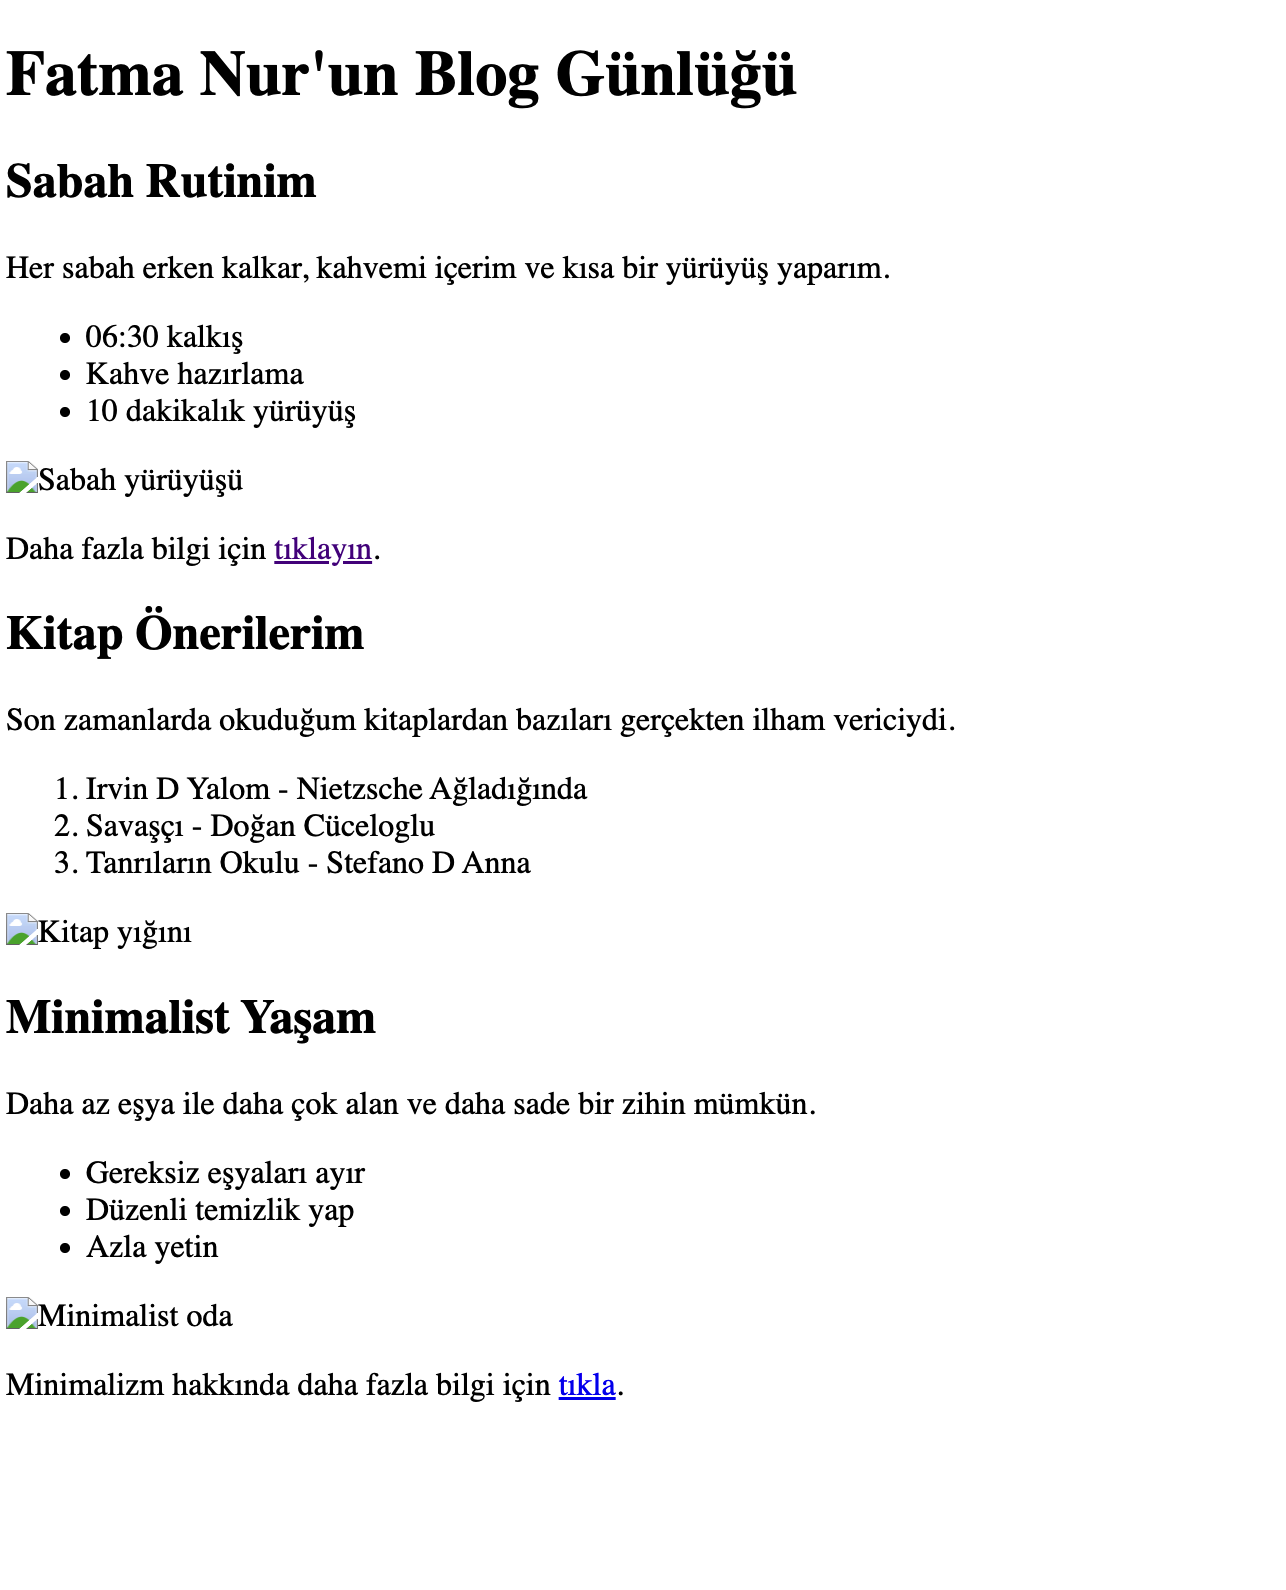 Fatma Nur'un Blog Günlüğü
Sabah Rutinim
Her sabah erken kalkar, kahvemi içerim ve kısa bir yürüyüş yaparım.
• 06:30 kalkış
• Kahve hazırlama
• 10 dakikalık yürüyüş
Sabah yürüyüşü
Daha fazla bilgi için tıklayın.
Kitap Önerilerim
Son zamanlarda okuduğum kitaplardan bazıları gerçekten ilham vericiydi.
1. Irvin D Yalom - Nietzsche Ağladığında
2. Savaşçı - Doğan Cüceloglu
3. Tanrıların Okulu - Stefano D Anna
Kitap yığını
Minimalist Yaşam
Daha az eşya ile daha çok alan ve daha sade bir zihin mümkün.
• Gereksiz eşyaları ayır
• Düzenli temizlik yap
• Azla yetin
Minimalist oda
Minimalizm hakkında daha fazla bilgi için tıkla.